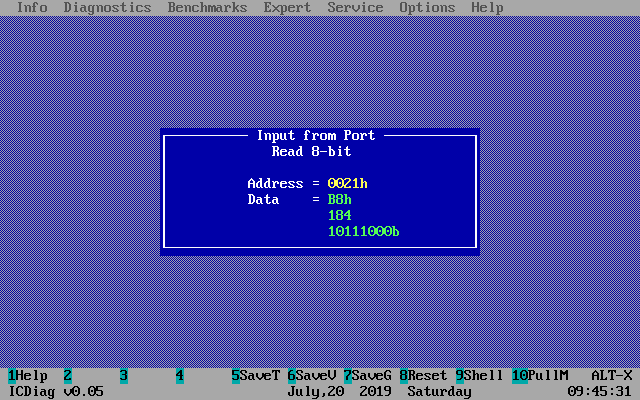 Info  Diagnostics  Benchmarks  Expert  Service  Options  Help
Input from Port
Read 8-bit
Address = 0021h
Data    = B8h
184
10111000b
1Help 2 3 4 5SaveT 6SaveV 7SaveG 8Reset 9Shell 10PullM ALT-X
ICDiag v0.05 July,20 2019 Saturday 09:45:31